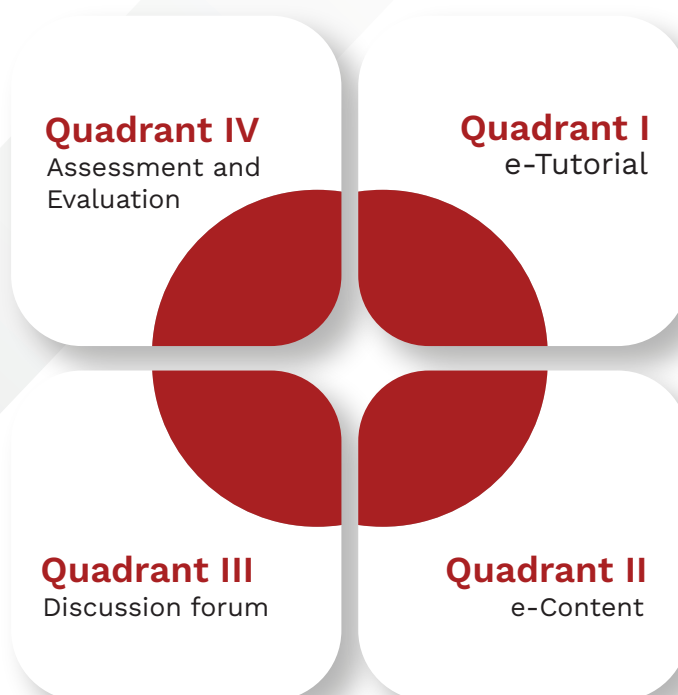 Quadrant IV
Assessment and
Evaluation
Quadrant I
e-Tutorial
Quadrant III
Discussion forum
Quadrant II
e-Content